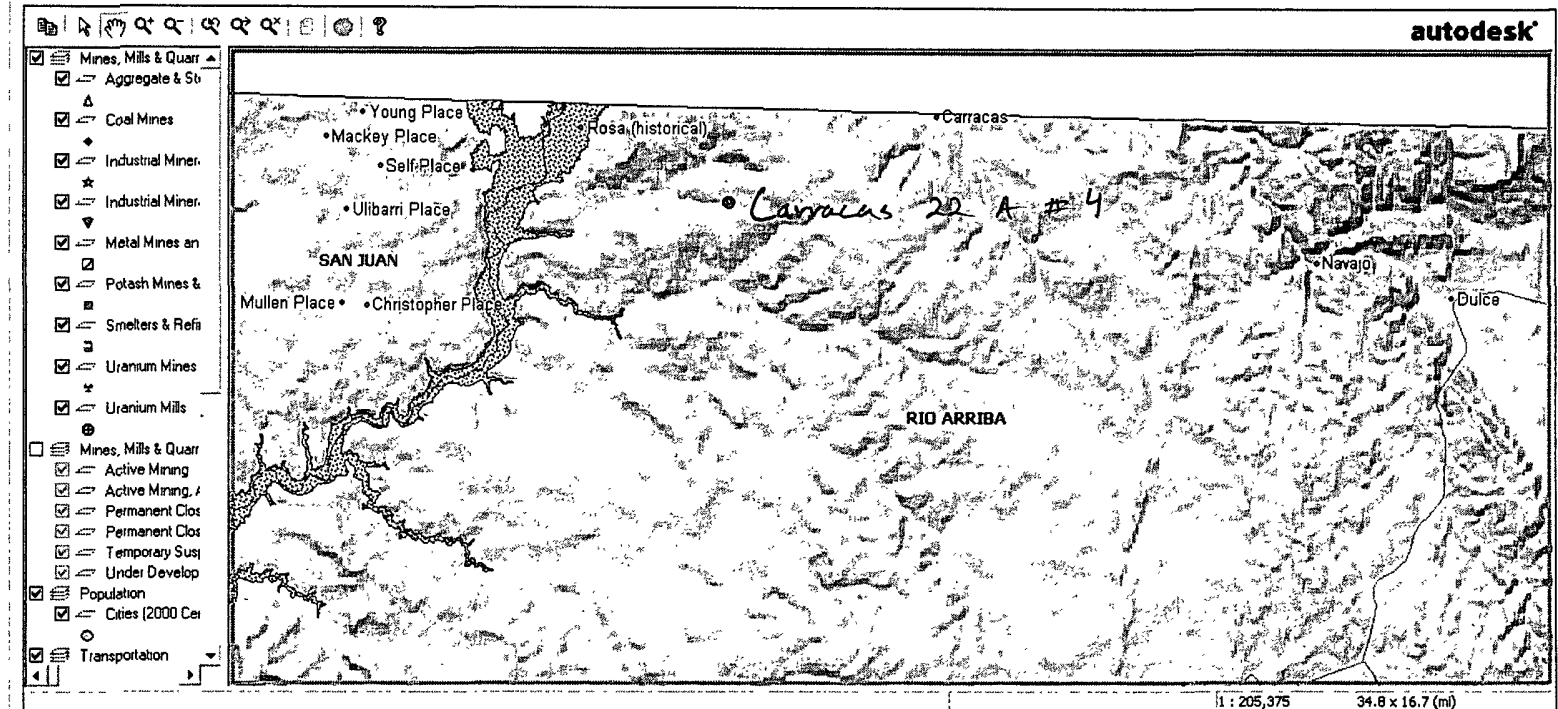 autodesk
Mines, Mills & Quarr
Aggregate & Sto
Coal Mines
Industrial Miner.
Industrial Miner.
Metal Mines an
Potash Mines &
Smelters & Refi
Uranium Mines
Uranium Mills
Mines, Mills & Quarr
Active Mining
Active Mining, A
Permanent Clos
Permanent Clos
Temporary Susp
Under Develop
Population
Cities (2000 Cen
Transportation
Young Place
Mackey Place
Self Place
Ulibarri Place
SAN JUAN
Mullen Place
Christopher Place
Rosa (historical)
Carracas
Carracas 22 A #4
Navajo
Dulce
RIO ARRIBA
1 : 205,375
34.8 x 16.7 (mi)